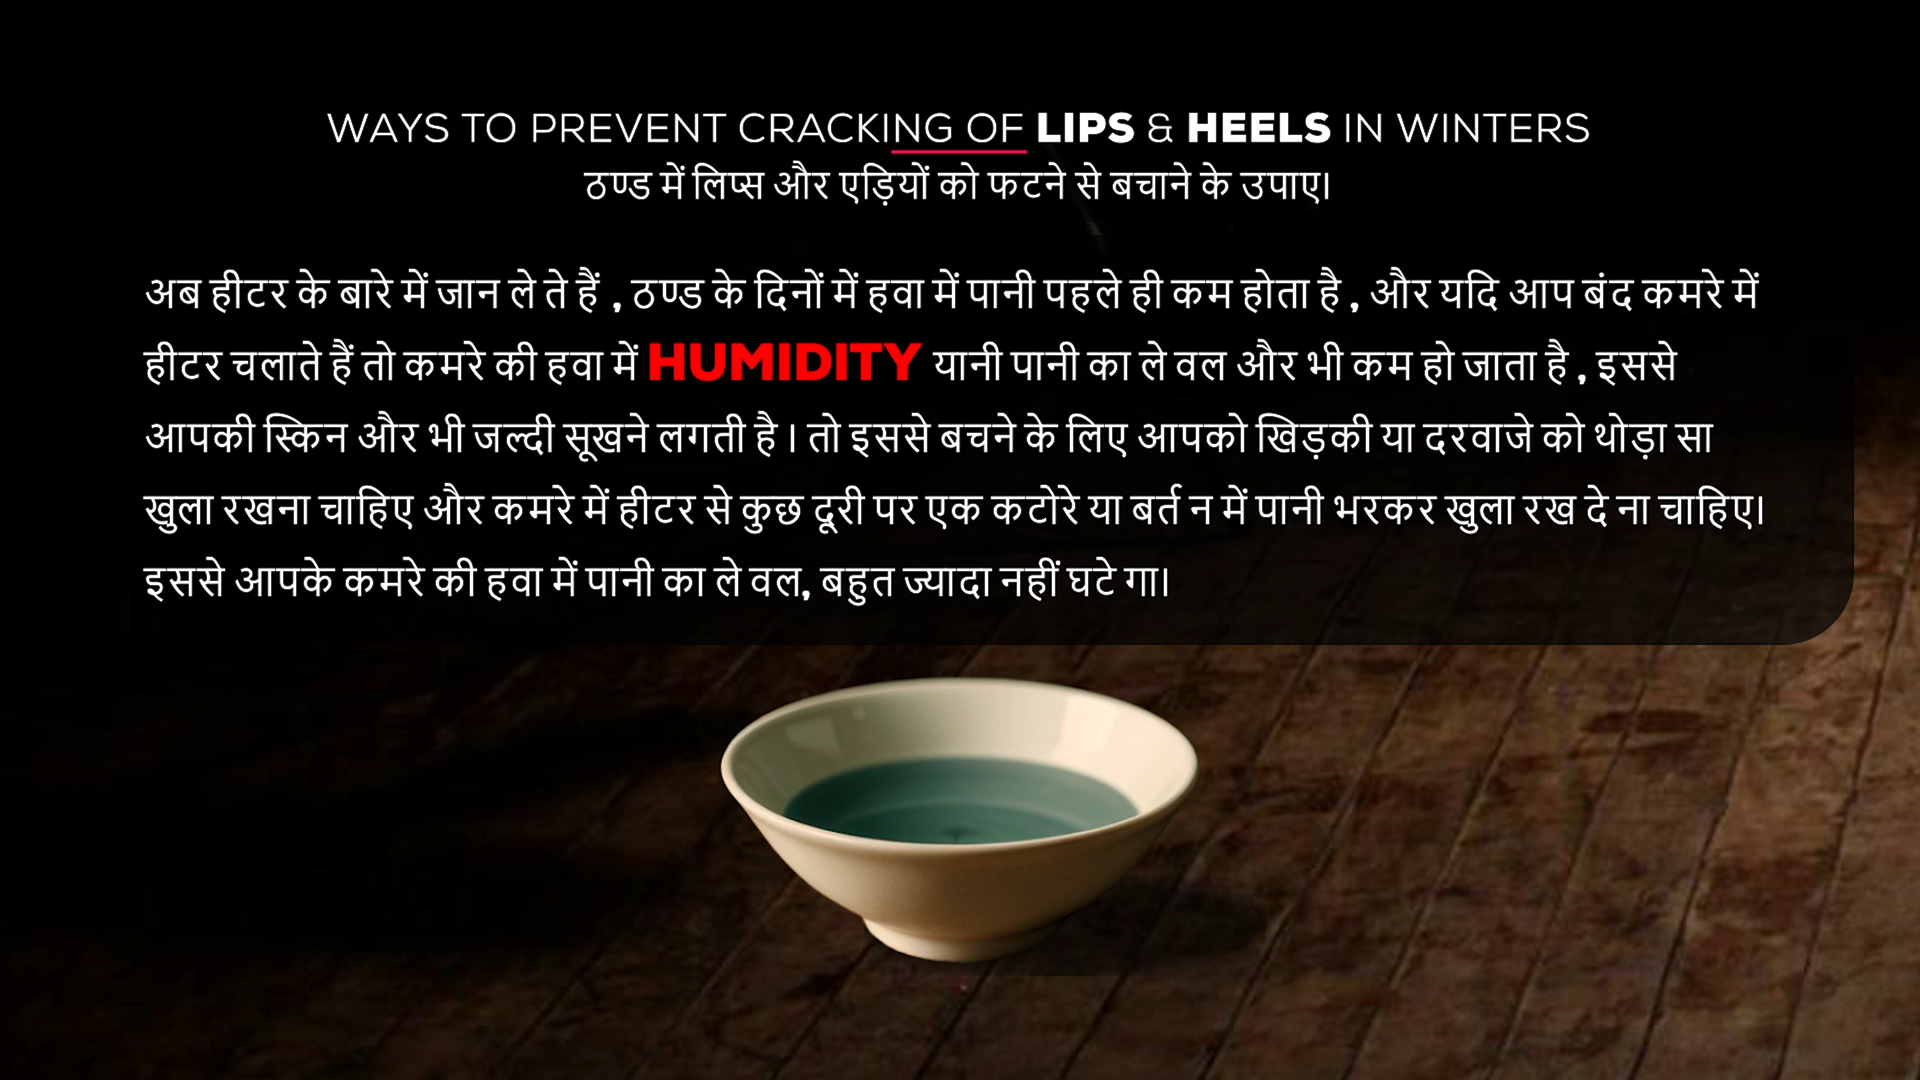 WAYS TO PREVENT CRACKING OF LIPS & HEELS IN WINTERS
ठण्ड में लिप्स और एड़ियों को फटने से बचाने के उपाए।
अब हीटर के बारे में जान ले ते हैं , ठण्ड के दिनों में हवा में पानी पहले ही कम होता है , और यदि आप बंद कमरे में
हीटर चलाते हैं तो कमरे की हवा में HUMIDITY यानी पानी का ले वल और भी कम हो जाता है , इससे
आपकी स्किन और भी जल्दी सूखने लगती है । तो इससे बचने के लिए आपको खिड़की या दरवाजे को थोड़ा सा
खुला रखना चाहिए और कमरे में हीटर से कुछ दूरी पर एक कटोरे या बर्त न में पानी भरकर खुला रख दे ना चाहिए।
इससे आपके कमरे की हवा में पानी का ले वल, बहुत ज्यादा नहीं घटे गा।